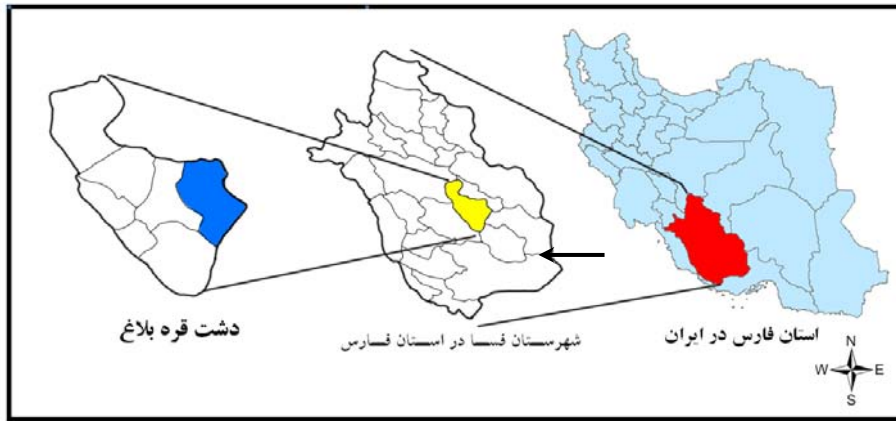 استان فارس در ایران
شهرستان فسا در استان فارس
دشت قره بلاغ
N
W E
S